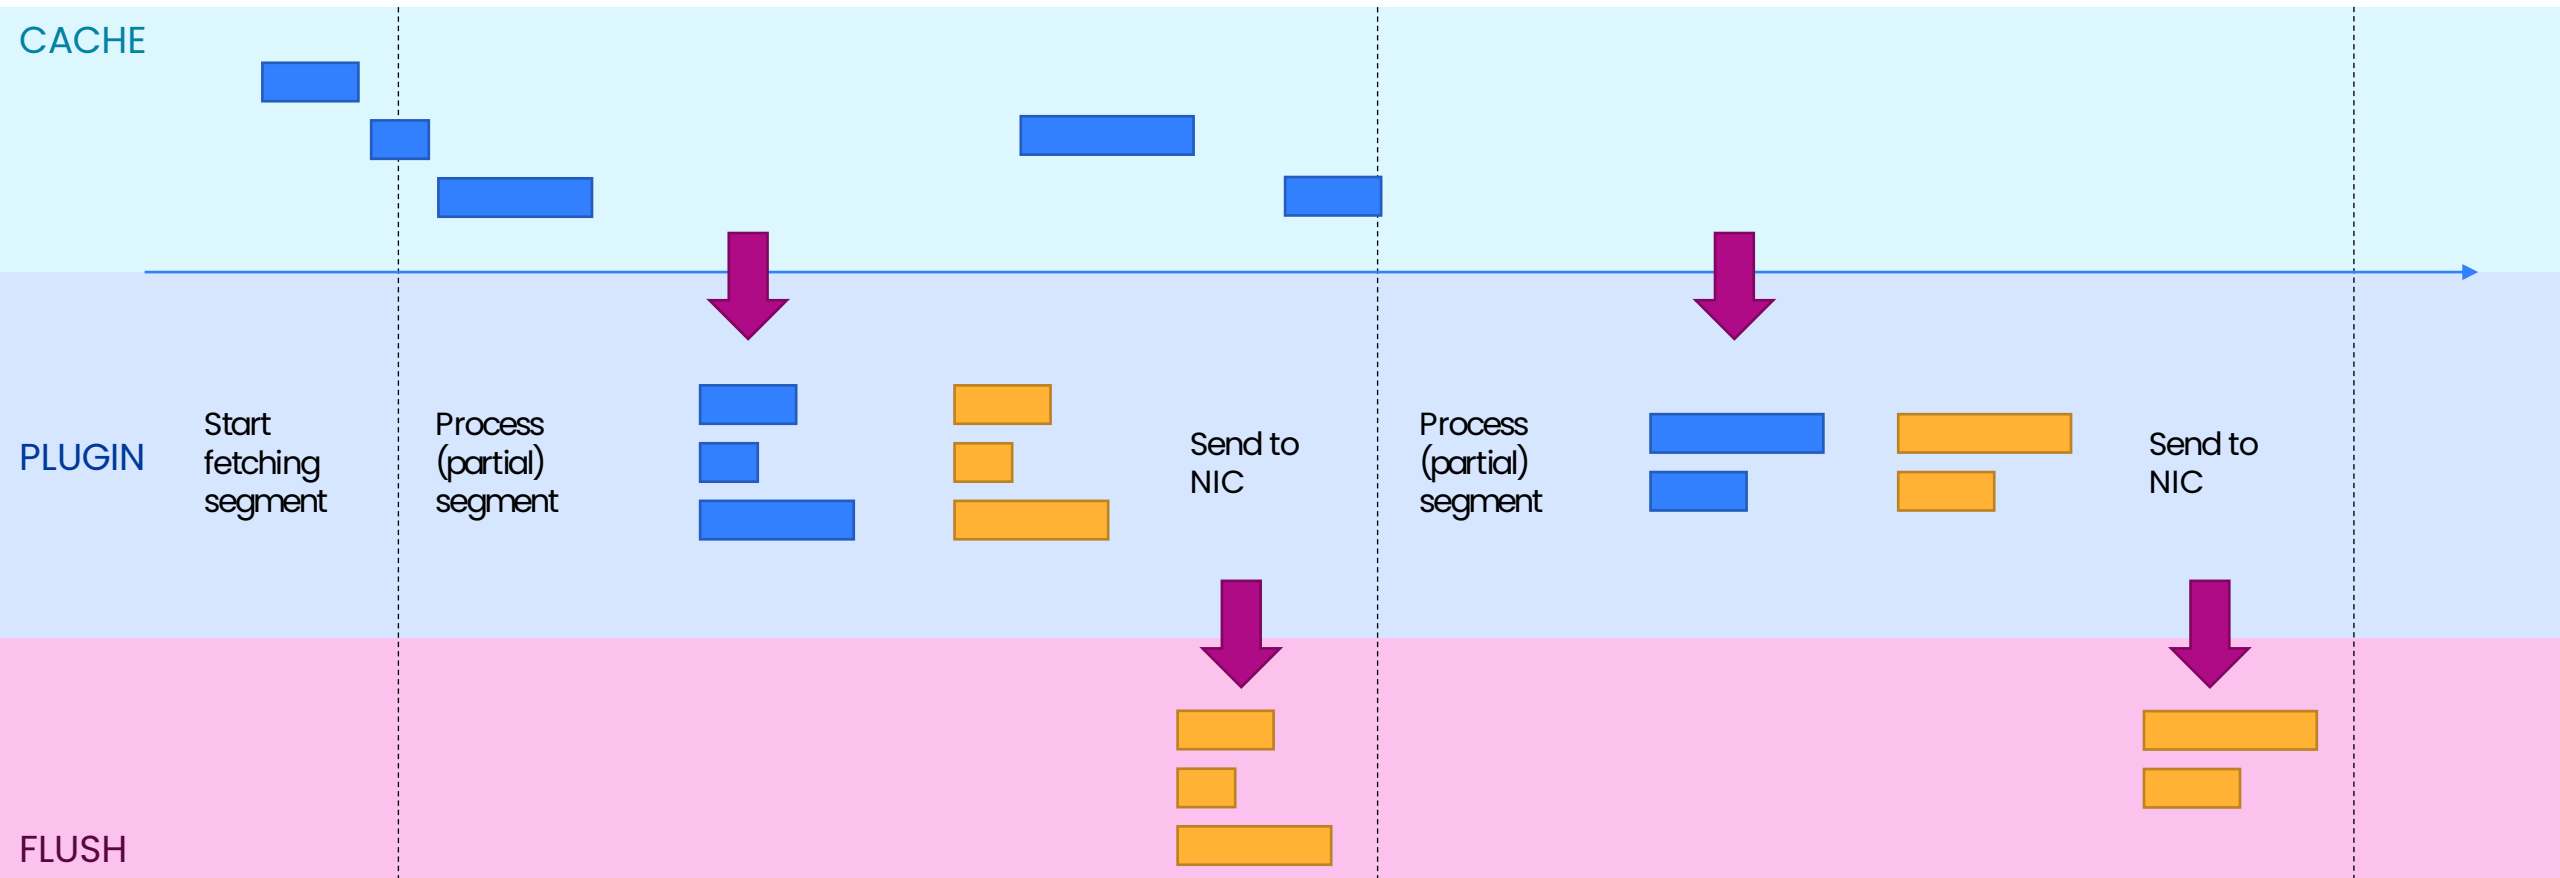 CACHE
PLUGIN
Start
fetching
segment
Process
(partial)
segment
Send to
NIC
Process
(partial)
segment
Send to
NIC
FLUSH